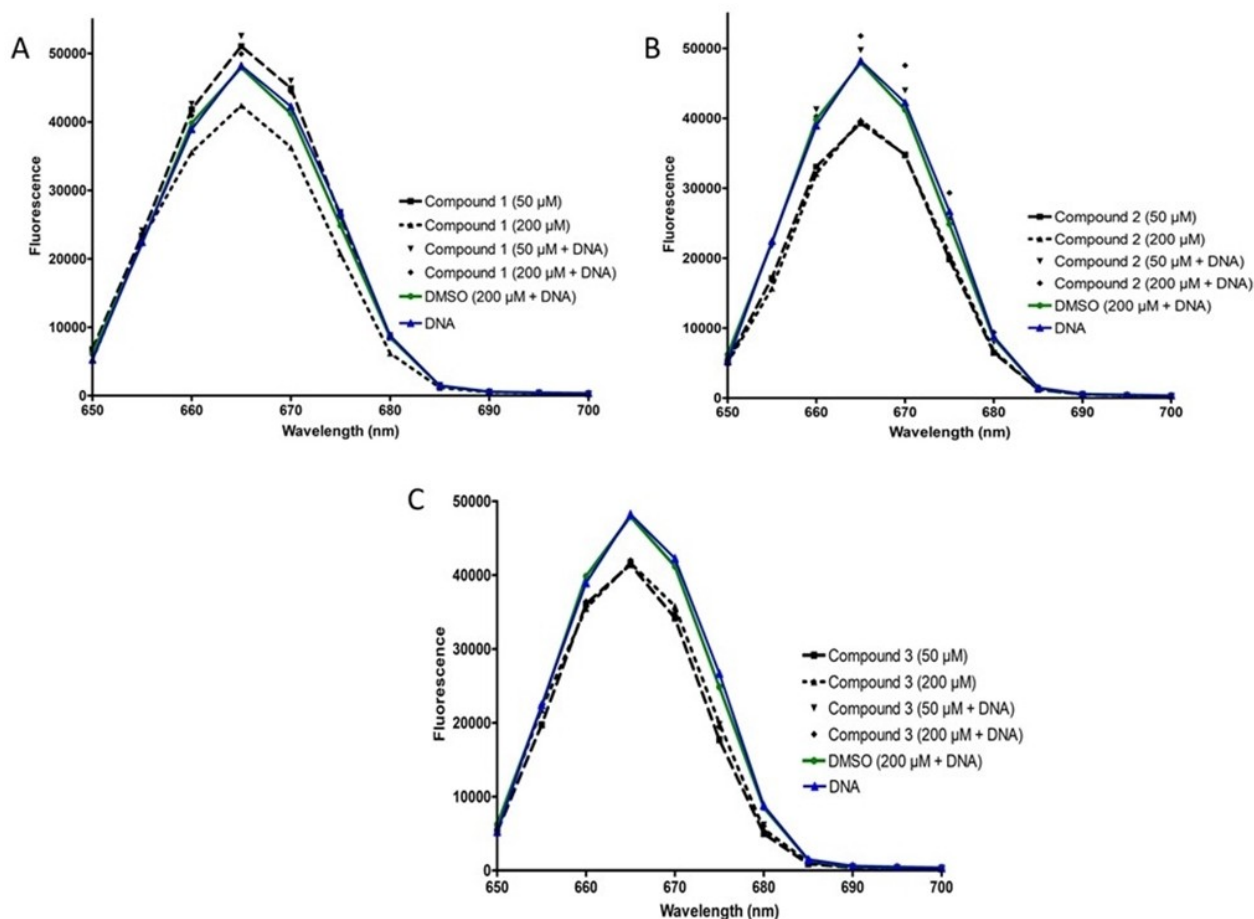 A
Fluorescence
50000
40000
30000
20000
10000
0
650
660
670
680
690
700
Wavelength (nm)
Compound 1 (50 µM)
Compound 1 (200 µM)
Compound 1 (50 µM + DNA)
Compound 1 (200 µM + DNA)
DMSO (200 µM + DNA)
DNA
B
Fluorescence
50000
40000
30000
20000
10000
0
650
660
670
680
690
700
Wavelength (nm)
Compound 2 (50 µM)
Compound 2 (200 µM)
Compound 2 (50 µM + DNA)
Compound 2 (200 µM + DNA)
DMSO (200 µM + DNA)
DNA
C
Fluorescence
50000
40000
30000
20000
10000
0
650
660
670
680
690
700
Wavelength (nm)
Compound 3 (50 µM)
Compound 3 (200 µM)
Compound 3 (50 µM + DNA)
Compound 3 (200 µM + DNA)
DMSO (200 µM + DNA)
DNA